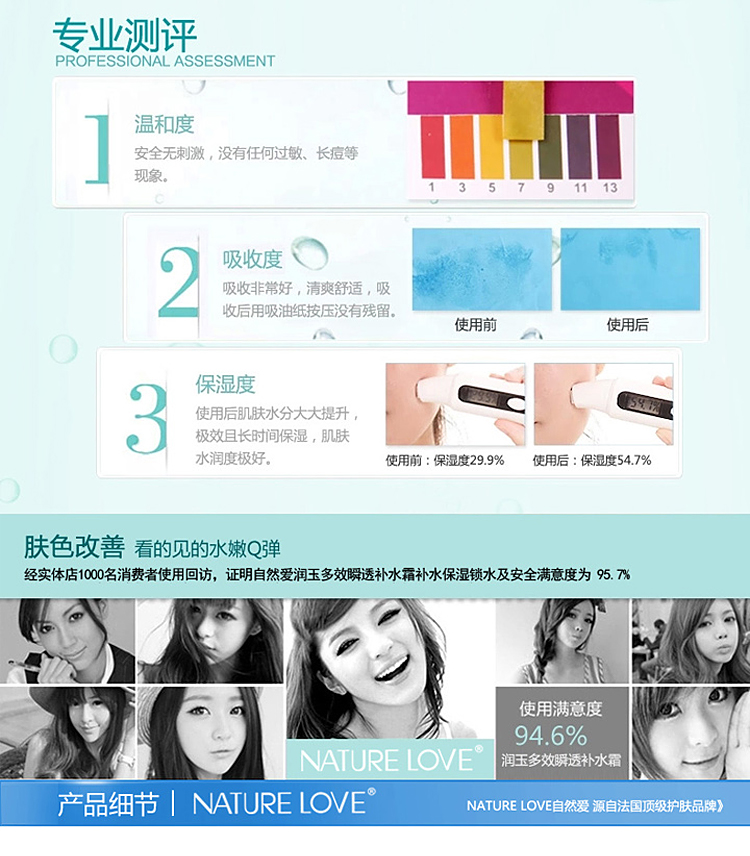 专业测评
PROFESSIONAL ASSESSMENT
1
温和度
安全无刺激，没有任何过敏、长痘等
现象。
1 3 5 7 9 11 13
2
吸收度
吸收非常好，清爽舒适，吸
收后用吸油纸按压没有残留。
使用前
使用后
3
保湿度
使用后肌肤水分大大提升，
极效且长时间保湿，肌肤
水润度极好。
使用前：保湿度29.9%
使用后：保湿度54.7%
肤色改善 看的见的水嫩Q弹
经实体店1000名消费者使用回访，证明自然爱润玉多效瞬透补水霜补水保湿锁水及安全满意度为 95.7%
使用满意度
94.6%
润玉多效瞬透补水霜
NATURE LOVE®
产品细节 | NATURE LOVE®
NATURE LOVE自然爱 源自法国顶级护肤品牌》